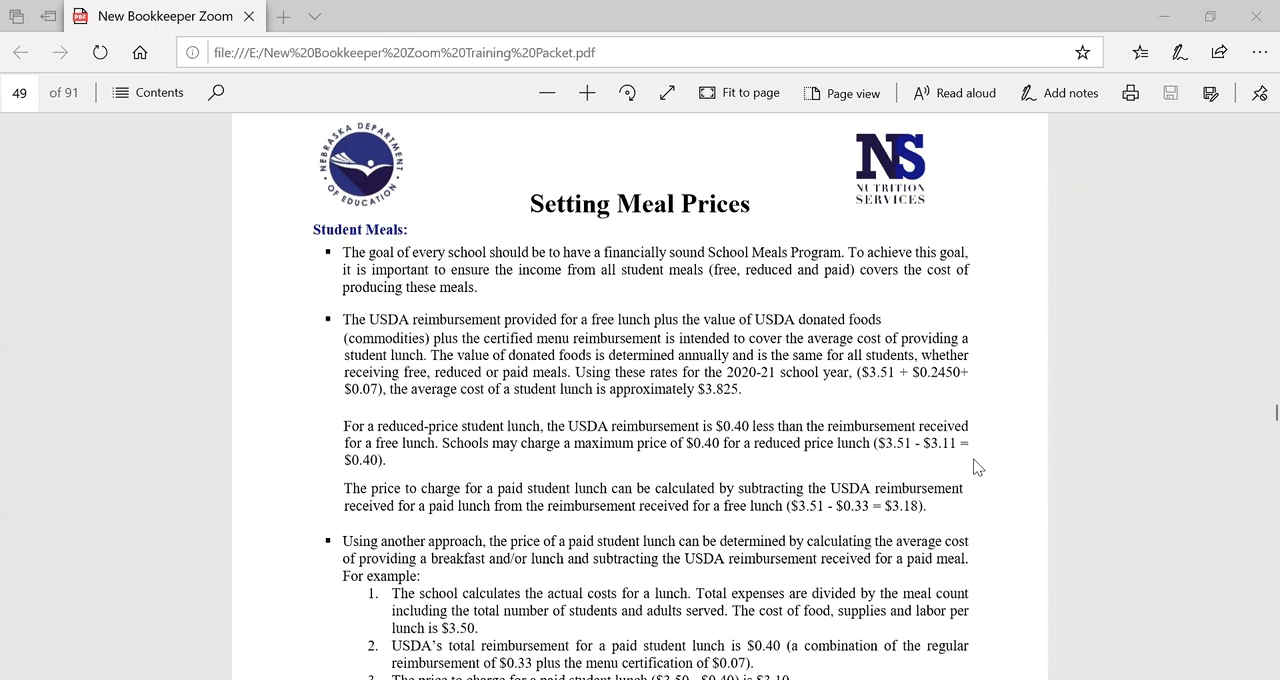 New Bookkeeper Zoom
file:///E:/New%20Bookkeeper%20Zoom%20Training%20Packet.pdf
49 of 91 Contents Fit to page Page view Read aloud Add notes
NEBRASKA DEPARTMENT OF EDUCATION
NS
NUTRITION
SERVICES
Setting Meal Prices
Student Meals:
▪ The goal of every school should be to have a financially sound School Meals Program. To achieve this goal,
it is important to ensure the income from all student meals (free, reduced and paid) covers the cost of
producing these meals.
▪ The USDA reimbursement provided for a free lunch plus the value of USDA donated foods
(commodities) plus the certified menu reimbursement is intended to cover the average cost of providing a
student lunch. The value of donated foods is determined annually and is the same for all students, whether
receiving free, reduced or paid meals. Using these rates for the 2020-21 school year, ($3.51 + $0.2450+
$0.07), the average cost of a student lunch is approximately $3.825.
For a reduced-price student lunch, the USDA reimbursement is $0.40 less than the reimbursement received
for a free lunch. Schools may charge a maximum price of $0.40 for a reduced price lunch ($3.51 - $3.11 =
$0.40).
The price to charge for a paid student lunch can be calculated by subtracting the USDA reimbursement
received for a paid lunch from the reimbursement received for a free lunch ($3.51 - $0.33 = $3.18).
▪ Using another approach, the price of a paid student lunch can be determined by calculating the average cost
of providing a breakfast and/or lunch and subtracting the USDA reimbursement received for a paid meal.
For example:
1. The school calculates the actual costs for a lunch. Total expenses are divided by the meal count
including the total number of students and adults served. The cost of food, supplies and labor per
lunch is $3.50.
2. USDA's total reimbursement for a paid student lunch is $0.40 (a combination of the regular
reimbursement of $0.33 plus the menu certification of $0.07).
3. The price to charge for a paid student lunch ($3.50 - $0.40) is $3.10